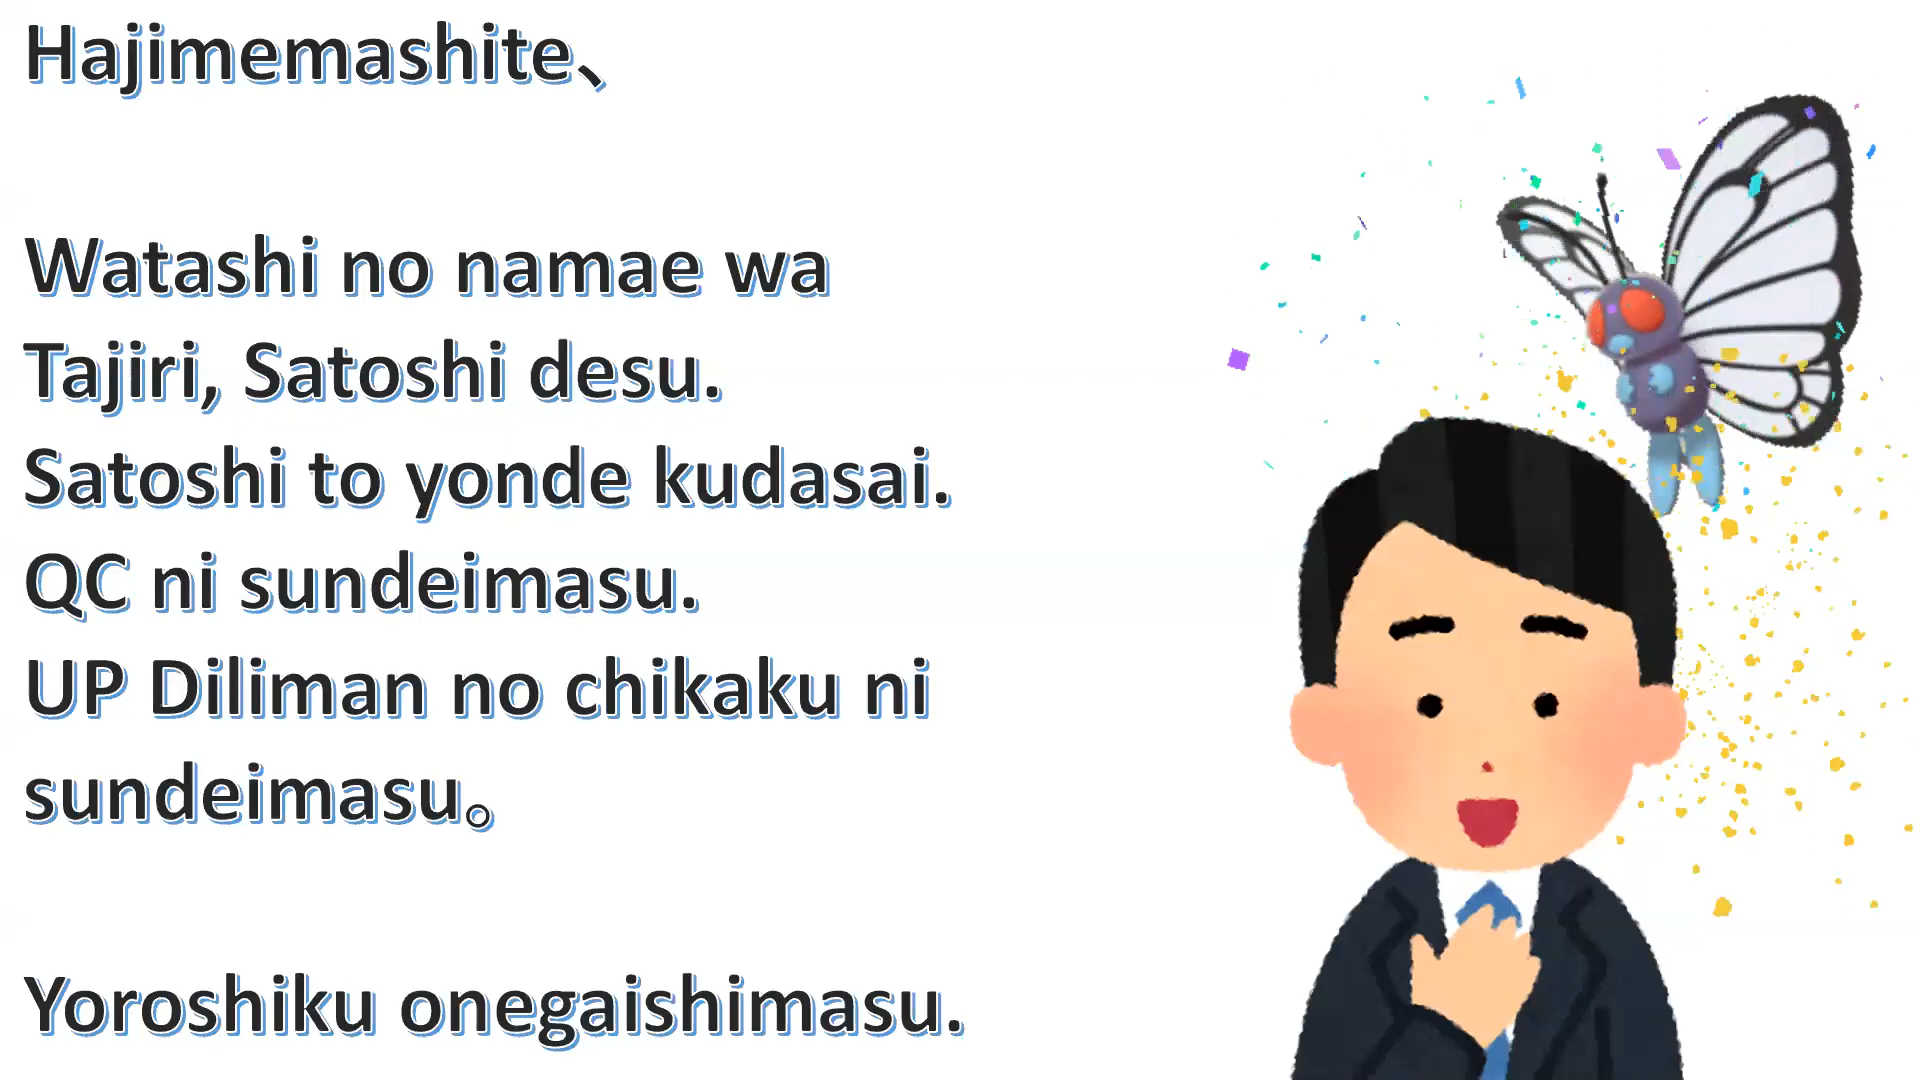 Hajimemashite、
Watashi no namae wa
Tajiri, Satoshi desu.
Satoshi to yonde kudasai.
QC ni sundeimasu.
UP Diliman no chikaku ni
sundeimasu。
Yoroshiku onegaishimasu.